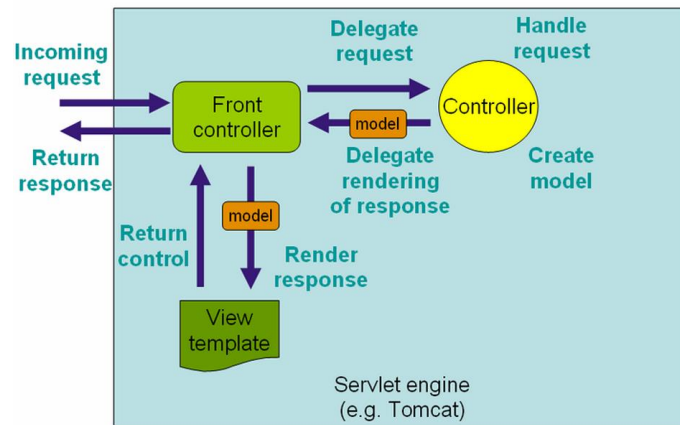 Incoming
request
Return
response
Front
controller
Delegate
request
Handle
request
Controller
model
Delegate
rendering
of response
Create
model
Return
control
model
Render
response
View
template
Servlet engine
(e.g. Tomcat)